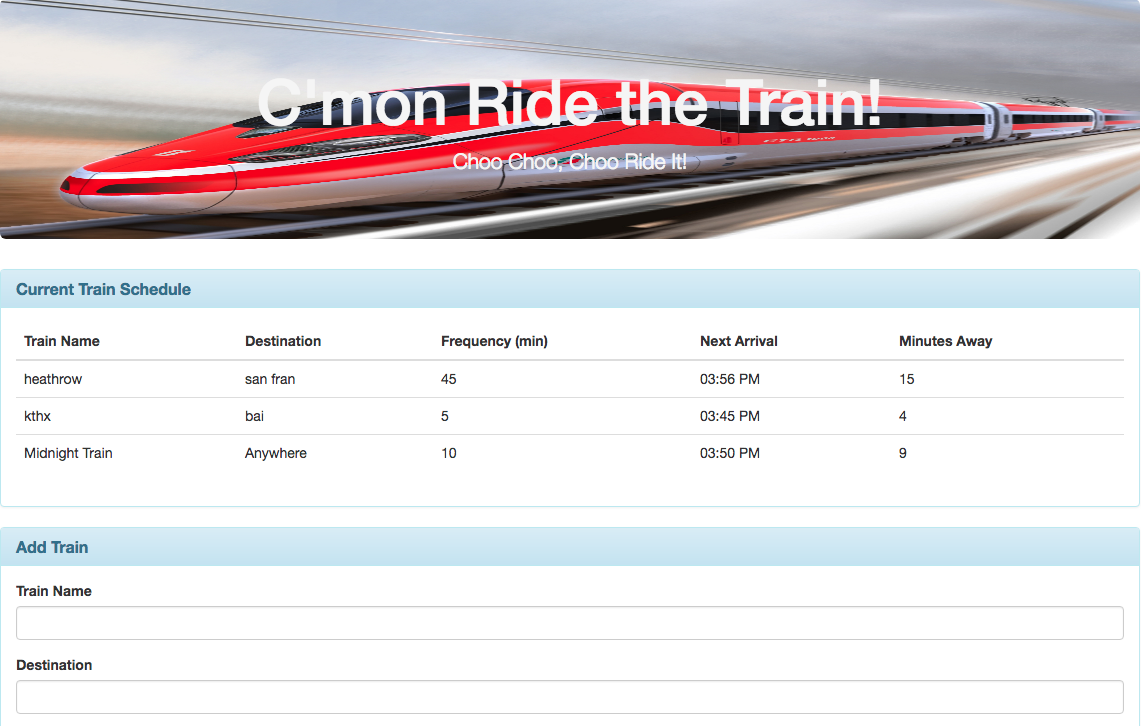 C'mon Ride the Train!
Choo Choo, Choo Ride It!
Current Train Schedule
Train Name Destination Frequency (min) Next Arrival Minutes Away
heathrow san fran 45 03:56 PM 15
kthx bai 5 03:45 PM 4
Midnight Train Anywhere 10 03:50 PM 9
Add Train
Train Name
Destination